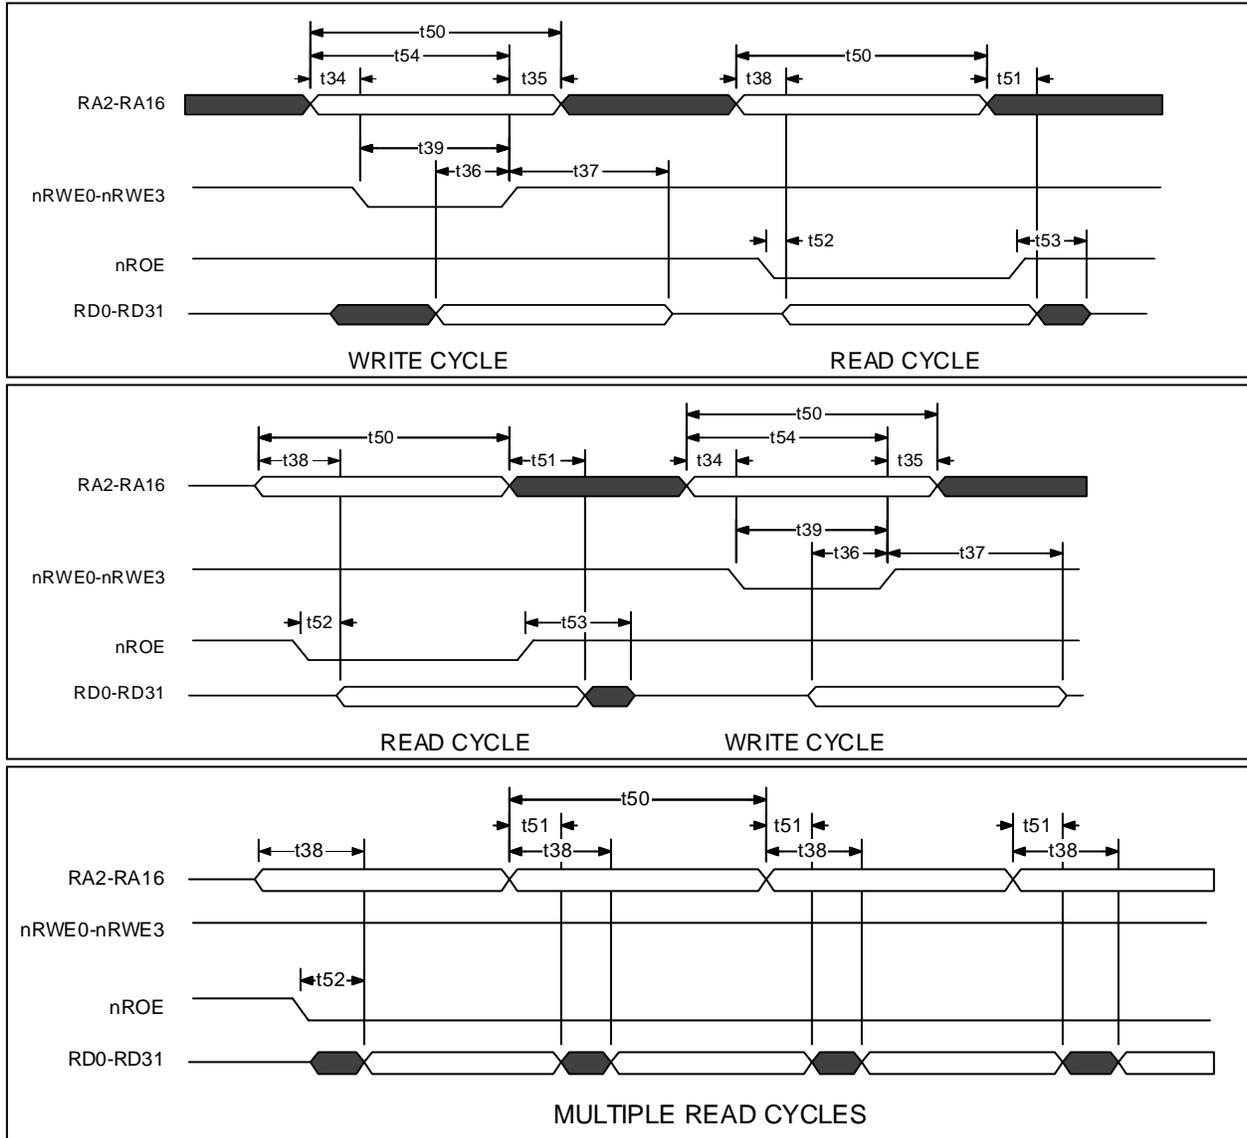 t50
t54 t50
t34 t35 t38 t51
RA2-RA16
t39
t36 t37
nRWE0-nRWE3
t52 t53
nROE
RD0-RD31
WRITE CYCLE READ CYCLE
t50
t50 t54
t38 t51 t34 t35
RA2-RA16
t39
t36 t37
nRWE0-nRWE3
t52 t53
nROE
RD0-RD31
READ CYCLE WRITE CYCLE
t50
t51 t51 t51
t38 t38 t38 t38
RA2-RA16
nRWE0-nRWE3
t52
nROE
RD0-RD31
MULTIPLE READ CYCLES